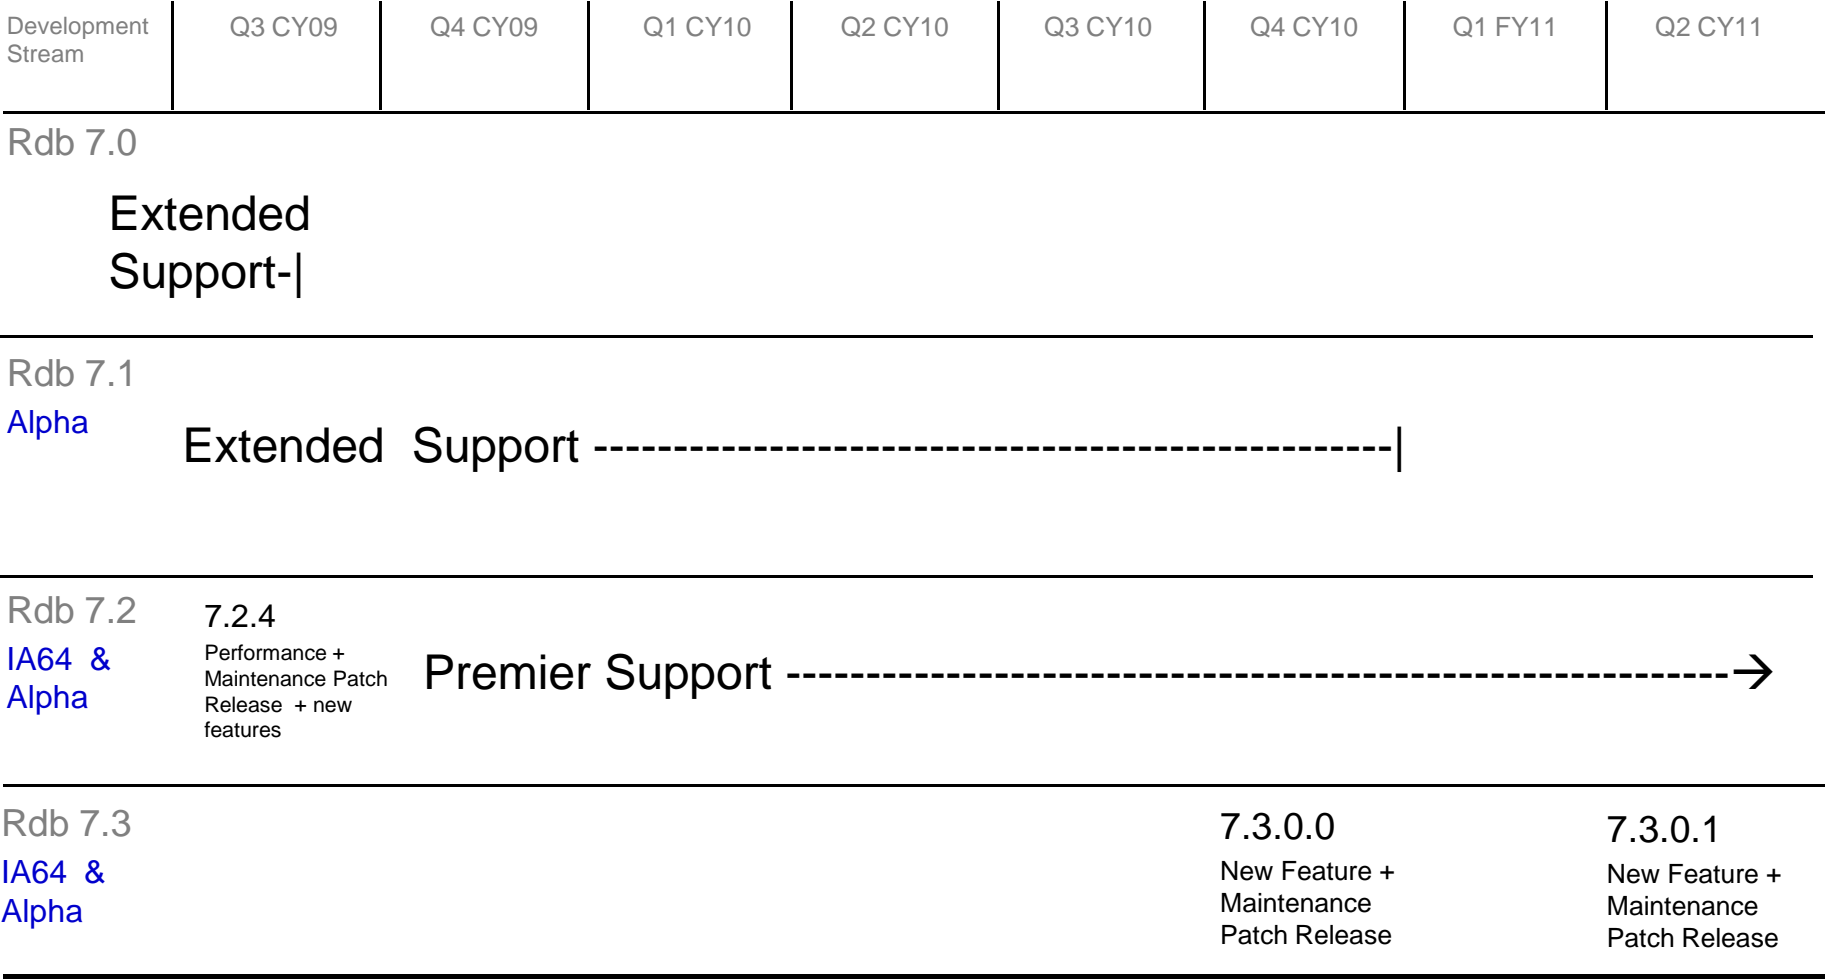 Development
Stream
Q3 CY09
Q4 CY09
Q1 CY10
Q2 CY10
Q3 CY10
Q4 CY10
Q1 FY11
Q2 CY11
Rdb 7.0
Extended
Support-|
Rdb 7.1
Alpha
Extended  Support --------------------------------------------------|
Rdb 7.2
IA64  &
Alpha
7.2.4
Performance +
Maintenance Patch
Release  + new
features
Premier Support -----------------------------------------------------------→
Rdb 7.3
IA64  &
Alpha
7.3.0.0
New Feature +
Maintenance
Patch Release
7.3.0.1
New Feature +
Maintenance
Patch Release